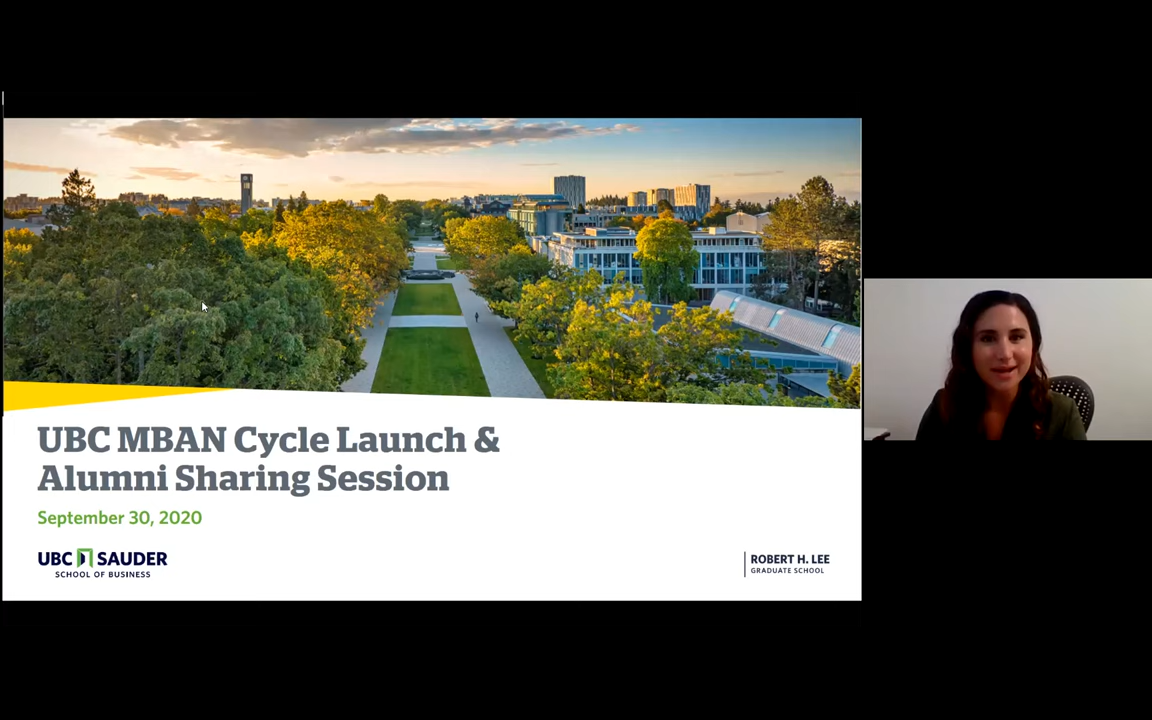 UBC MBAN Cycle Launch &
Alumni Sharing Session
September 30, 2020
UBC SAUDER
SCHOOL OF BUSINESS
ROBERT H. LEE
GRADUATE SCHOOL